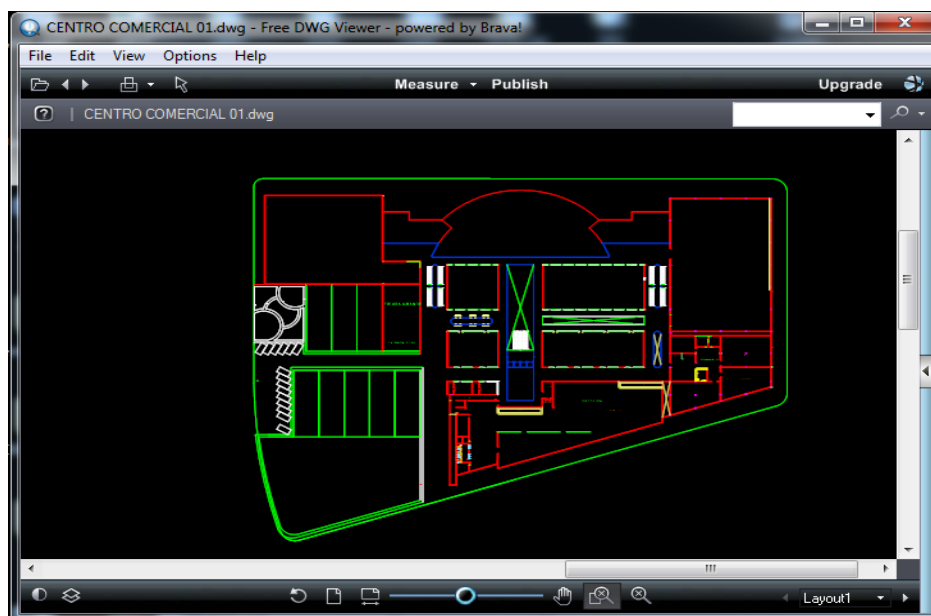 CENTRO COMERCIAL 01.dwg - Free DWG Viewer - powered by Brava!
File Edit View Options Help
Measure Publish Upgrade
? | CENTRO COMERCIAL 01.dwg
Layout1